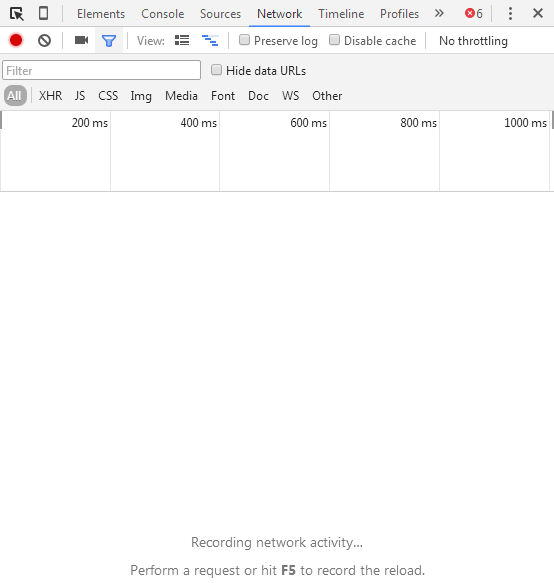 Elements Console Sources Network Timeline Profiles » 6
View: Preserve log Disable cache No throttling
Filter Hide data URLs
All XHR JS CSS Img Media Font Doc WS Other
200 ms 400 ms 600 ms 800 ms 1000 ms
Recording network activity...
Perform a request or hit F5 to record the reload.